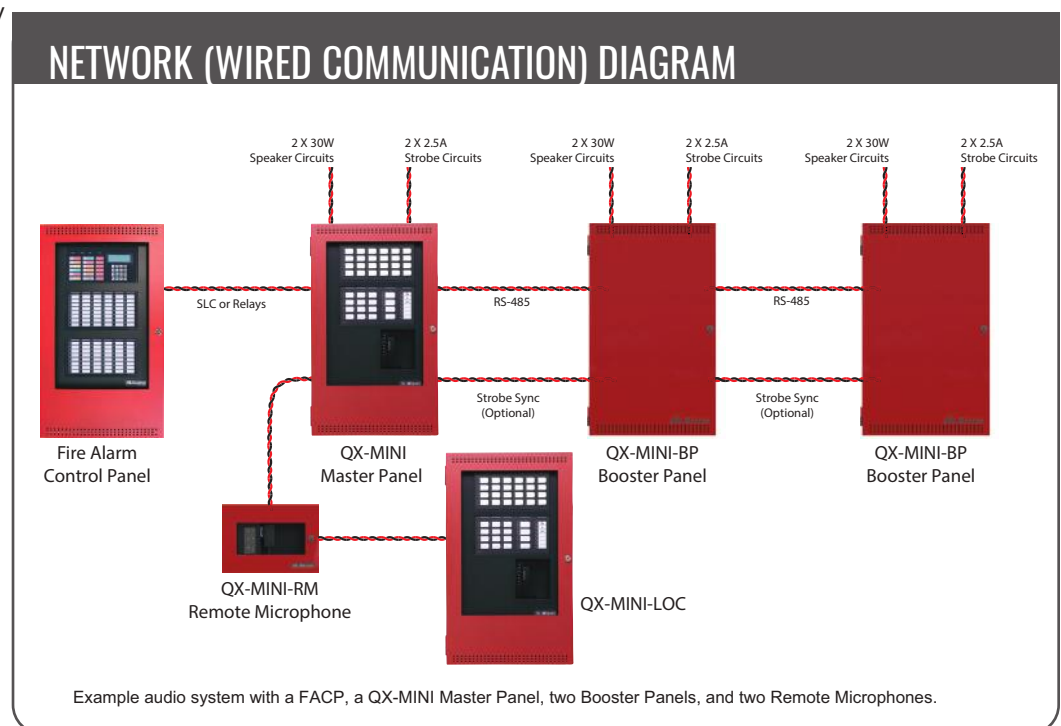 NETWORK (WIRED COMMUNICATION) DIAGRAM
2 X 30W
Speaker Circuits
2 X 2.5A
Strobe Circuits
2 X 30W
Speaker Circuits
2 X 2.5A
Strobe Circuits
2 X 30W
Speaker Circuits
2 X 2.5A
Strobe Circuits
SLC or Relays
RS-485
RS-485
Strobe Sync
(Optional)
Strobe Sync
(Optional)
Fire Alarm
Control Panel
QX-MINI
Master Panel
QX-MINI-BP
Booster Panel
QX-MINI-BP
Booster Panel
QX-MINI-RM
Remote Microphone
QX-MINI-LOC
Example audio system with a FACP, a QX-MINI Master Panel, two Booster Panels, and two Remote Microphones.